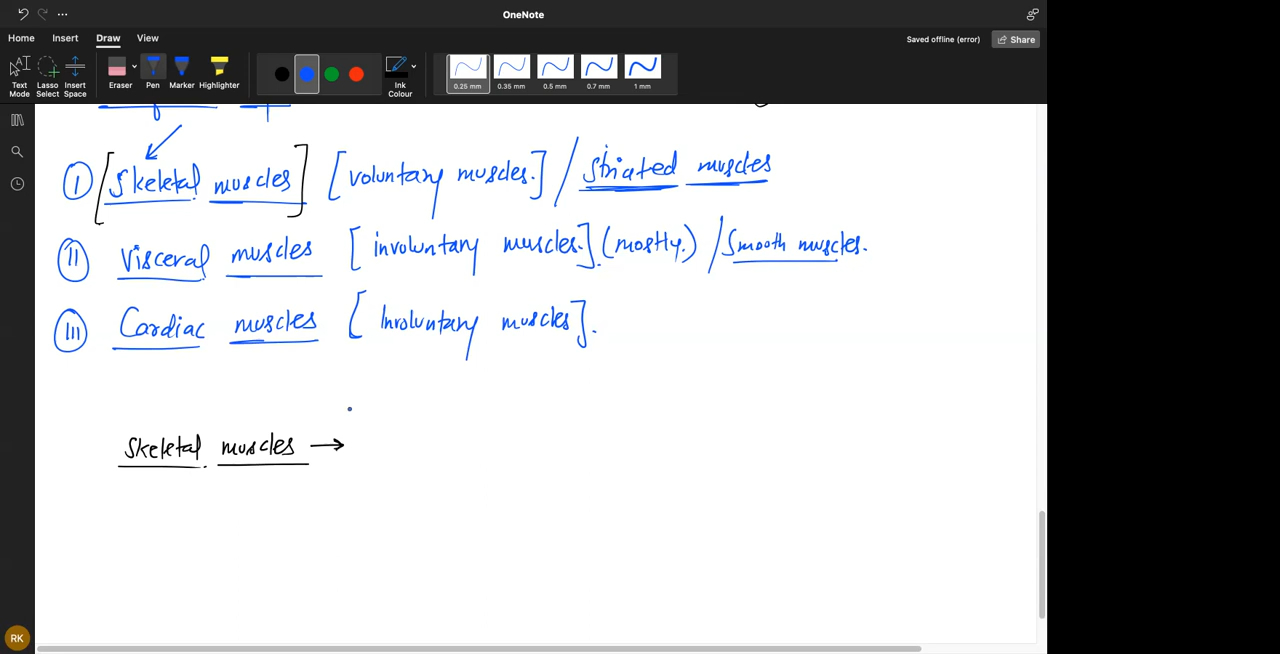 OneNote
Home Insert Draw View
Saved offline (error) Share
Text Mode Lasso Select Insert Space Eraser Pen Marker Highlighter Ink Colour 0.25 mm 0.35 mm 0.5 mm 0.7 mm 1 mm
I [Skeletal muscles] [voluntary muscles.] / Striated muscles
II Visceral muscles [involuntary muscles.]. (mostly.) / Smooth muscles.
III Cardiac muscles [Involuntary muscles].
Skeletal muscles →
RK